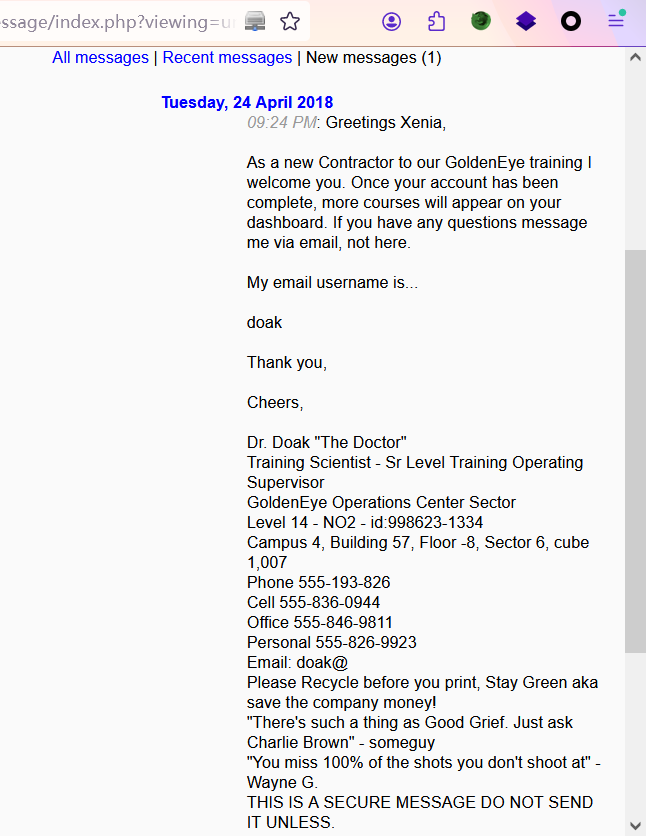 ssage/index.php?viewing=u
All messages | Recent messages | New messages (1)
Tuesday, 24 April 2018
09:24 PM: Greetings Xenia,
As a new Contractor to our GoldenEye training I
welcome you. Once your account has been
complete, more courses will appear on your
dashboard. If you have any questions message
me via email, not here.
My email username is...
doak
Thank you,
Cheers,
Dr. Doak "The Doctor"
Training Scientist - Sr Level Training Operating
Supervisor
GoldenEye Operations Center Sector
Level 14 - NO2 - id:998623-1334
Campus 4, Building 57, Floor -8, Sector 6, cube
1,007
Phone 555-193-826
Cell 555-836-0944
Office 555-846-9811
Personal 555-826-9923
Email: doak@
Please Recycle before you print, Stay Green aka
save the company money!
"There's such a thing as Good Grief. Just ask
Charlie Brown" - someguy
"You miss 100% of the shots you don't shoot at" -
Wayne G.
THIS IS A SECURE MESSAGE DO NOT SEND
IT UNLESS.